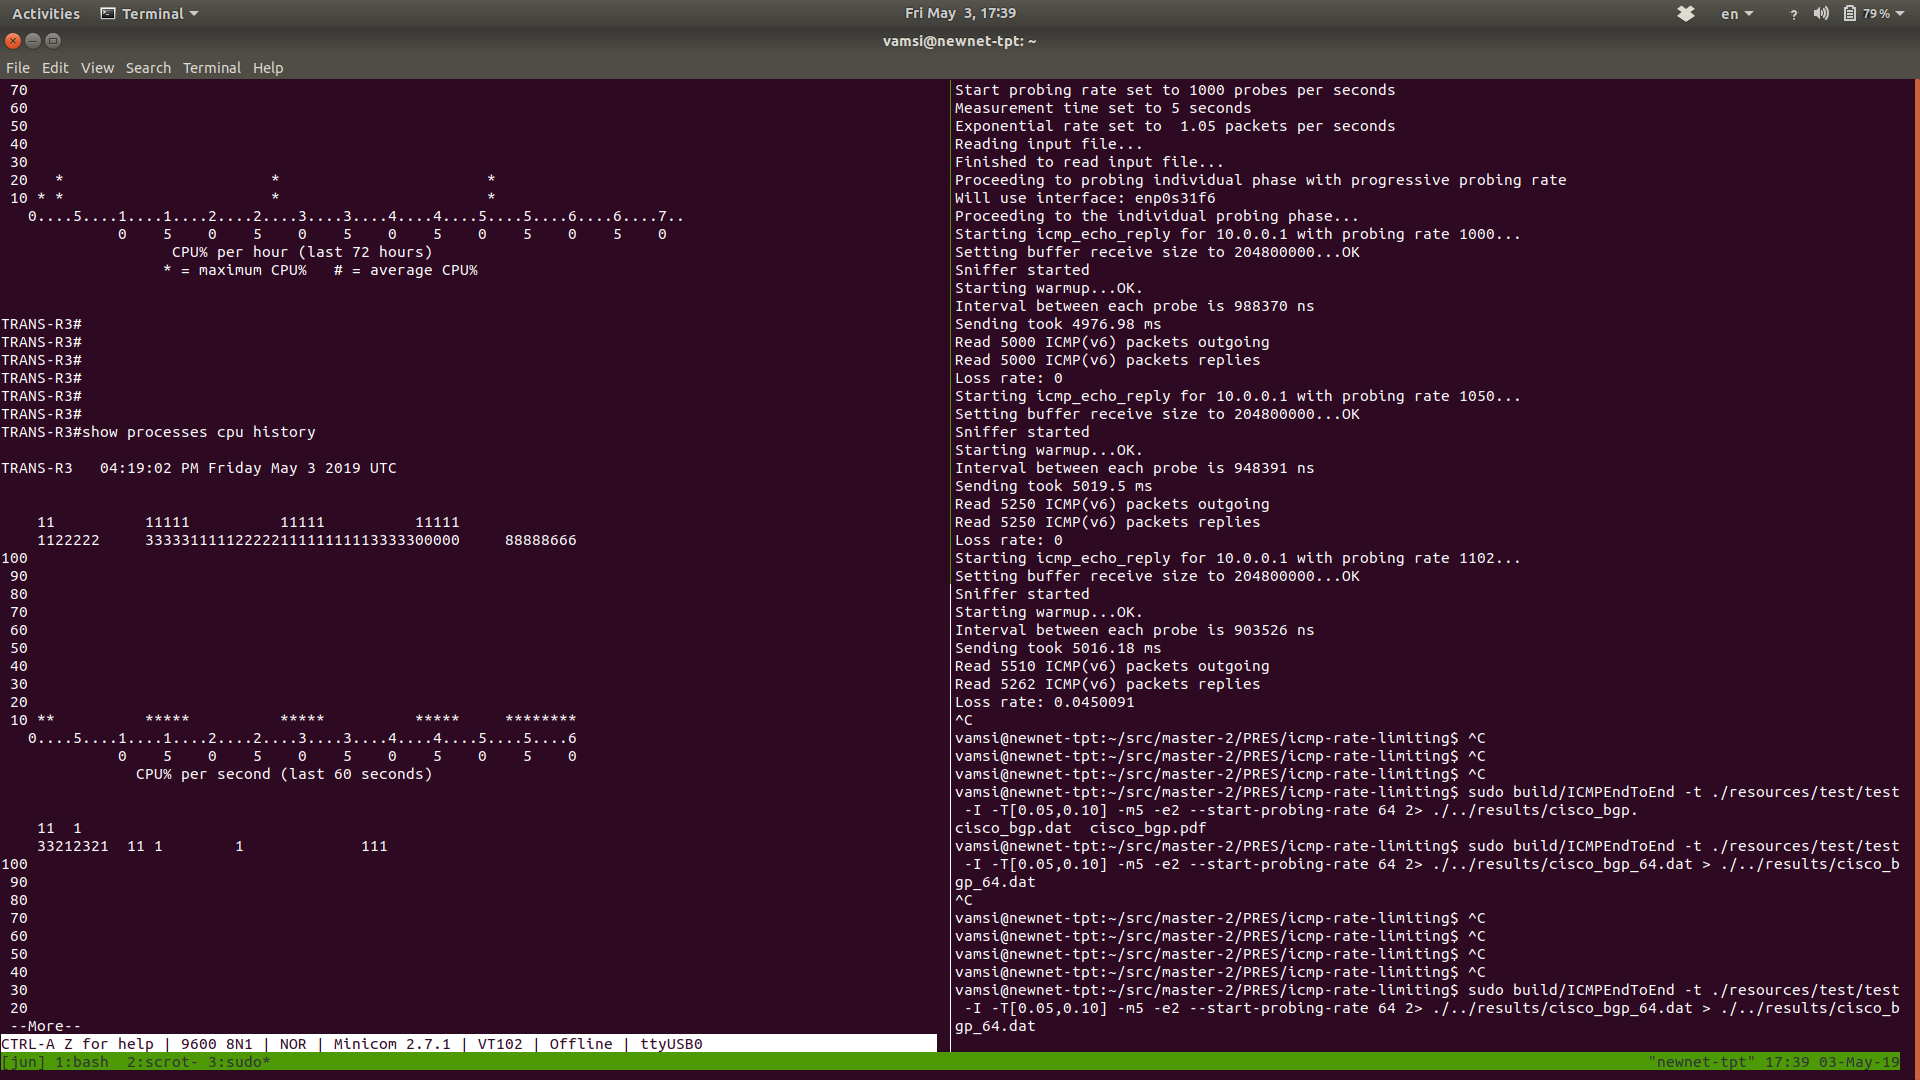 Activities Terminal Fri May 3, 17:39 en ? 79 %
vamsi@newnet-tpt: ~
File Edit View Search Terminal Help
 70
 60
 50
 40
 30
 20   *                       *                       *
 10 * *                       *                       *
   0....5....1....1....2....2....3....3....4....4....5....5....6....6....7..
             0    5    0    5    0    5    0    5    0    5    0    5    0
                   CPU% per hour (last 72 hours)
                  * = maximum CPU%   # = average CPU%
TRANS-R3#
TRANS-R3#
TRANS-R3#
TRANS-R3#
TRANS-R3#
TRANS-R3#
TRANS-R3#show processes cpu history
TRANS-R3   04:19:02 PM Friday May 3 2019 UTC
    11          11111          11111          11111
    1122222     33333111112222211111111113333300000     88888666
100
 90
 80
 70
 60
 50
 40
 30
 20
 10 **          *****          *****          *****     ********
   0....5....1....1....2....2....3....3....4....4....5....5....6
             0    5    0    5    0    5    0    5    0    5    0
               CPU% per second (last 60 seconds)
    11  1
    33212321  11 1        1             111
100
 90
 80
 70
 60
 50
 40
 30
 20
 --More--
CTRL-A Z for help | 9600 8N1 | NOR | Minicom 2.7.1 | VT102 | Offline | ttyUSB0
Start probing rate set to 1000 probes per seconds
Measurement time set to 5 seconds
Exponential rate set to  1.05 packets per seconds
Reading input file...
Finished to read input file...
Proceeding to probing individual phase with progressive probing rate
Will use interface: enp0s31f6
Proceeding to the individual probing phase...
Starting icmp_echo_reply for 10.0.0.1 with probing rate 1000...
Setting buffer receive size to 204800000...OK
Sniffer started
Starting warmup...OK.
Interval between each probe is 988370 ns
Sending took 4976.98 ms
Read 5000 ICMP(v6) packets outgoing
Read 5000 ICMP(v6) packets replies
Loss rate: 0
Starting icmp_echo_reply for 10.0.0.1 with probing rate 1050...
Setting buffer receive size to 204800000...OK
Sniffer started
Starting warmup...OK.
Interval between each probe is 948391 ns
Sending took 5019.5 ms
Read 5250 ICMP(v6) packets outgoing
Read 5250 ICMP(v6) packets replies
Loss rate: 0
Starting icmp_echo_reply for 10.0.0.1 with probing rate 1102...
Setting buffer receive size to 204800000...OK
Sniffer started
Starting warmup...OK.
Interval between each probe is 903526 ns
Sending took 5016.18 ms
Read 5510 ICMP(v6) packets outgoing
Read 5262 ICMP(v6) packets replies
Loss rate: 0.0450091
^C
vamsi@newnet-tpt:~/src/master-2/PRES/icmp-rate-limiting$ ^C
vamsi@newnet-tpt:~/src/master-2/PRES/icmp-rate-limiting$ ^C
vamsi@newnet-tpt:~/src/master-2/PRES/icmp-rate-limiting$ ^C
vamsi@newnet-tpt:~/src/master-2/PRES/icmp-rate-limiting$ sudo build/ICMPEndToEnd -t ./resources/test/test
 -I -T[0.05,0.10] -m5 -e2 --start-probing-rate 64 2> ./../results/cisco_bgp.
cisco_bgp.dat  cisco_bgp.pdf
vamsi@newnet-tpt:~/src/master-2/PRES/icmp-rate-limiting$ sudo build/ICMPEndToEnd -t ./resources/test/test
 -I -T[0.05,0.10] -m5 -e2 --start-probing-rate 64 2> ./../results/cisco_bgp_64.dat > ./../results/cisco_b
gp_64.dat
^C
vamsi@newnet-tpt:~/src/master-2/PRES/icmp-rate-limiting$ ^C
vamsi@newnet-tpt:~/src/master-2/PRES/icmp-rate-limiting$ ^C
vamsi@newnet-tpt:~/src/master-2/PRES/icmp-rate-limiting$ ^C
vamsi@newnet-tpt:~/src/master-2/PRES/icmp-rate-limiting$ ^C
vamsi@newnet-tpt:~/src/master-2/PRES/icmp-rate-limiting$ sudo build/ICMPEndToEnd -t ./resources/test/test
 -I -T[0.05,0.10] -m5 -e2 --start-probing-rate 64 2> ./../results/cisco_bgp_64.dat > ./../results/cisco_b
gp_64.dat
[jun] 1:bash  2:scrot- 3:sudo* "newnet-tpt" 17:39 03-May-19